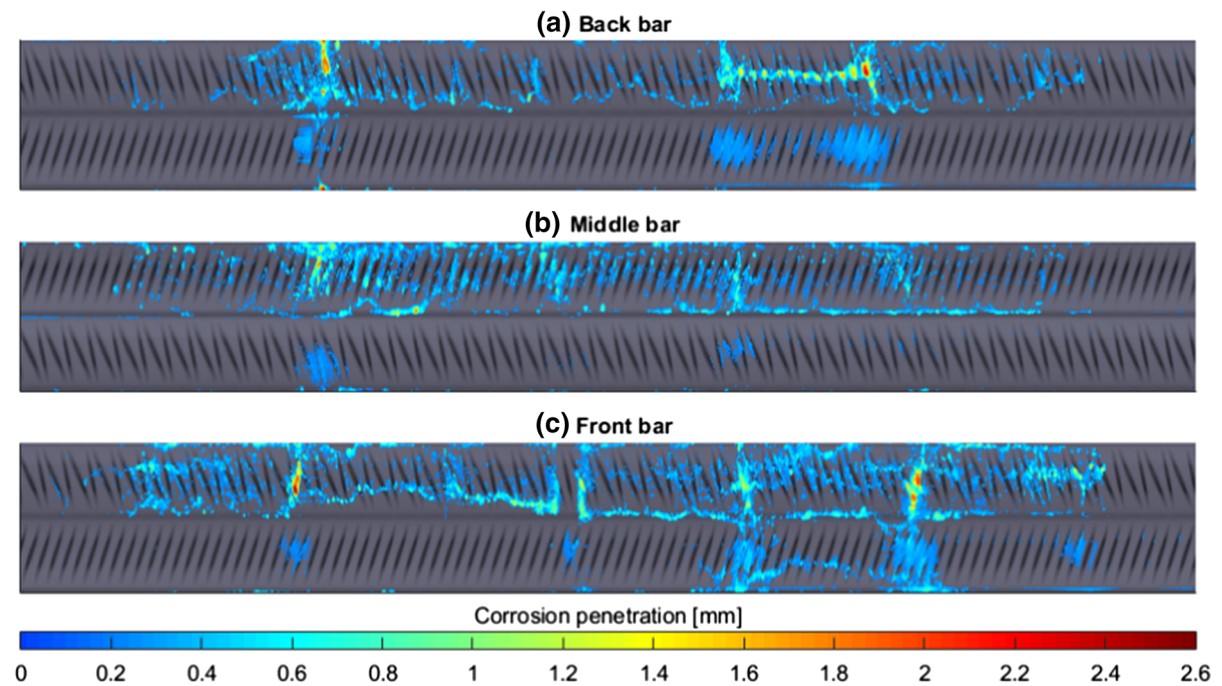 (a) Back bar
(b) Middle bar
(c) Front bar
Corrosion penetration [mm]
0 0.2 0.4 0.6 0.8 1 1.2 1.4 1.6 1.8 2 2.2 2.4 2.6